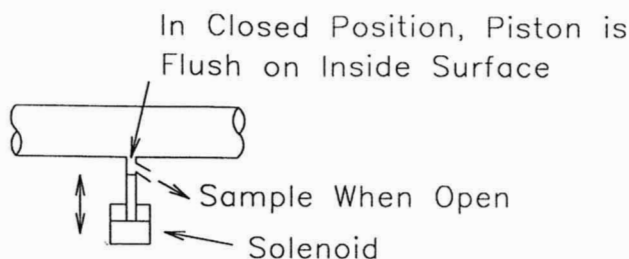 In Closed Position, Piston is
Flush on Inside Surface
Sample When Open
Solenoid